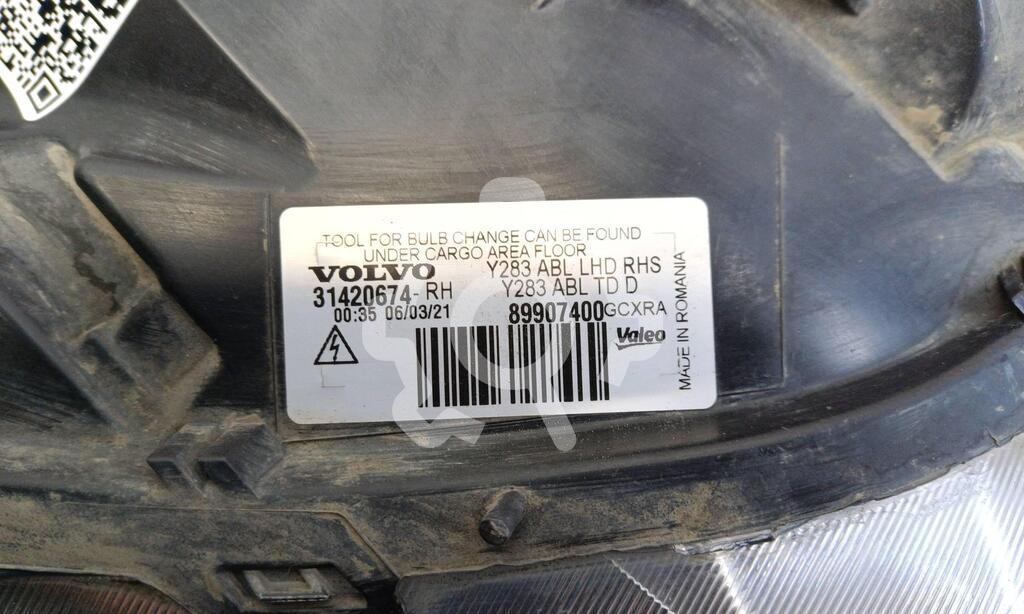 TOOL FOR BULB CHANGE CAN BE FOUND
UNDER CARGO AREA FLOOR
VOLVO Y283 ABL LHD RHS
31420674-RH Y283 ABL TD D
00:35 06/03/21 89907400GCXRA
Valeo
MADE IN ROMANIA